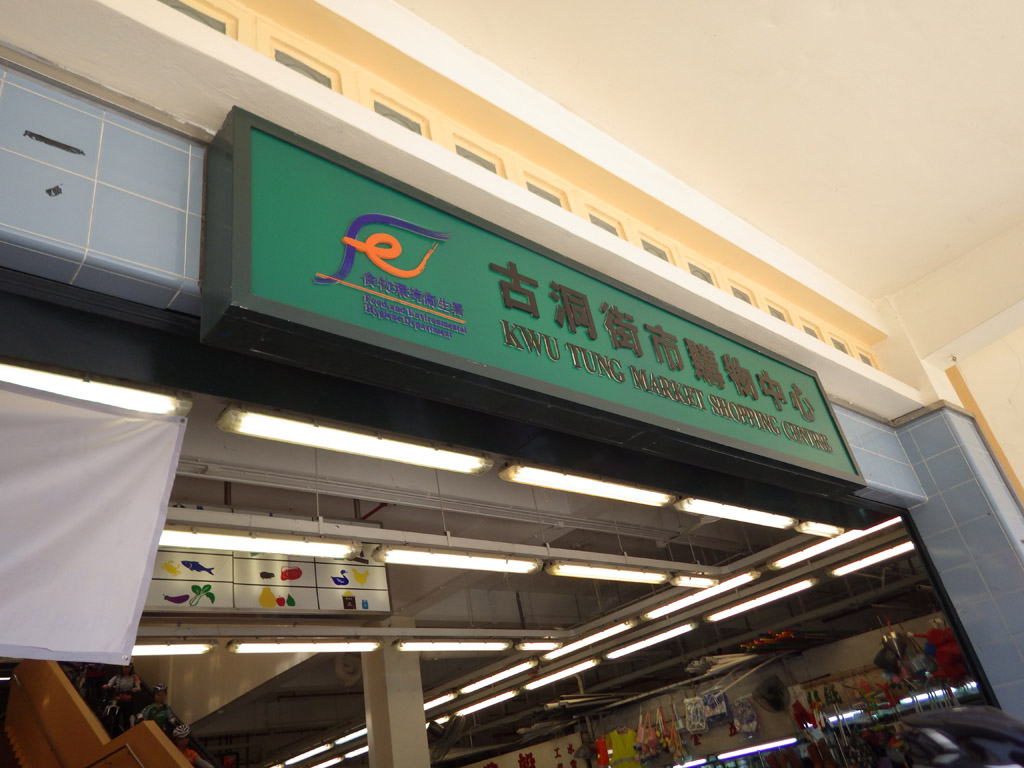 食物環境衞生署
Food and Environmental
Hygiene Department
古洞街市購物中心
KWU TUNG MARKET SHOPPING CENTRE